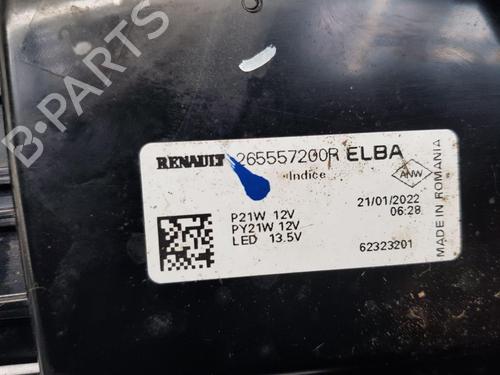 RENAULT 265557200R ELBA
Indice
ANW
21/01/2022
06:28
P21W 12V
PY21W 12V
LED 13.5V
62323201
MADE IN ROMANIA
B-PARTS